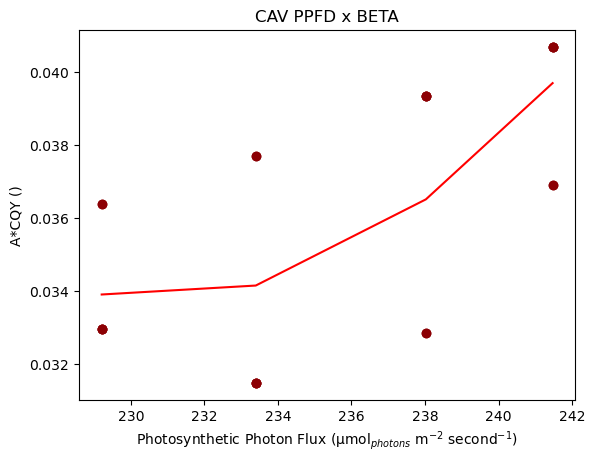 CAV PPFD x BETA
0.040
0.038
0.036
0.034
0.032
A*CQY ()
230 232 234 236 238 240 242
Photosynthetic Photon Flux (μmol$_{photons}$ m$^{-2}$ second$^{-1}$)